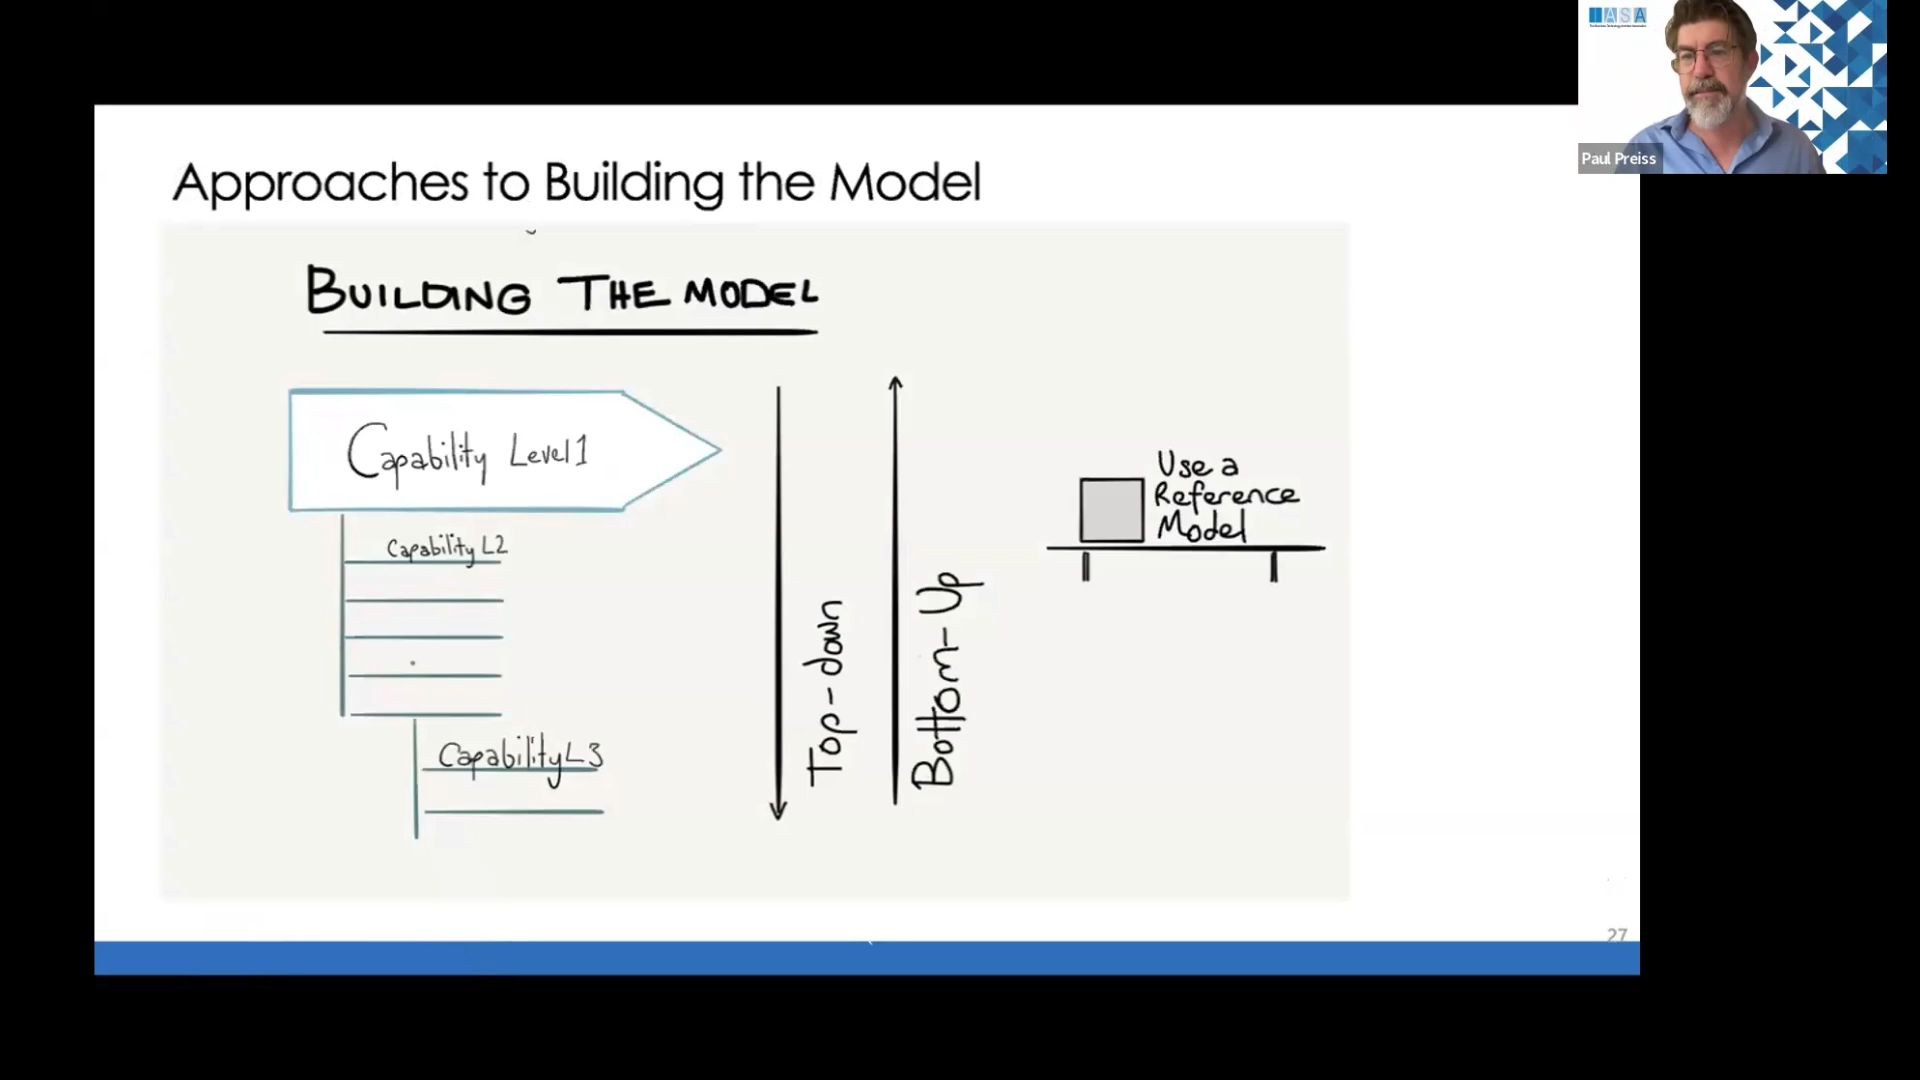 IASA
Paul Preiss
Approaches to Building the Model
BUILDING THE MODEL
Capability Level 1
Capability L2
Capability L3
Top-down
Bottom-Up
Use a
Reference
Model
27